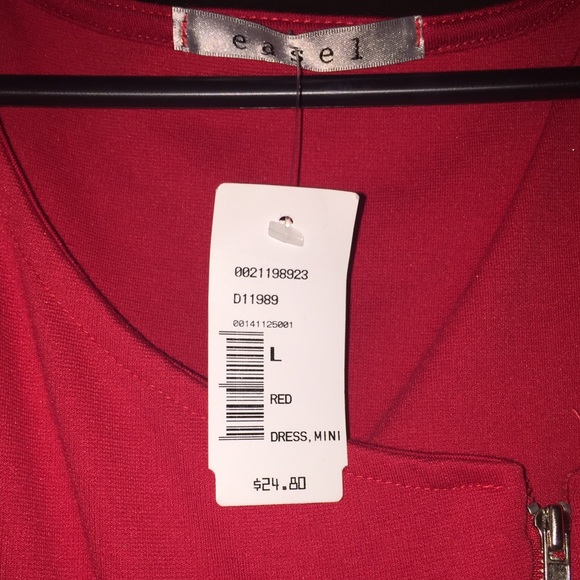 easel
0021198923
D11989
00141125001
L
RED
DRESS,MINI
$24.80